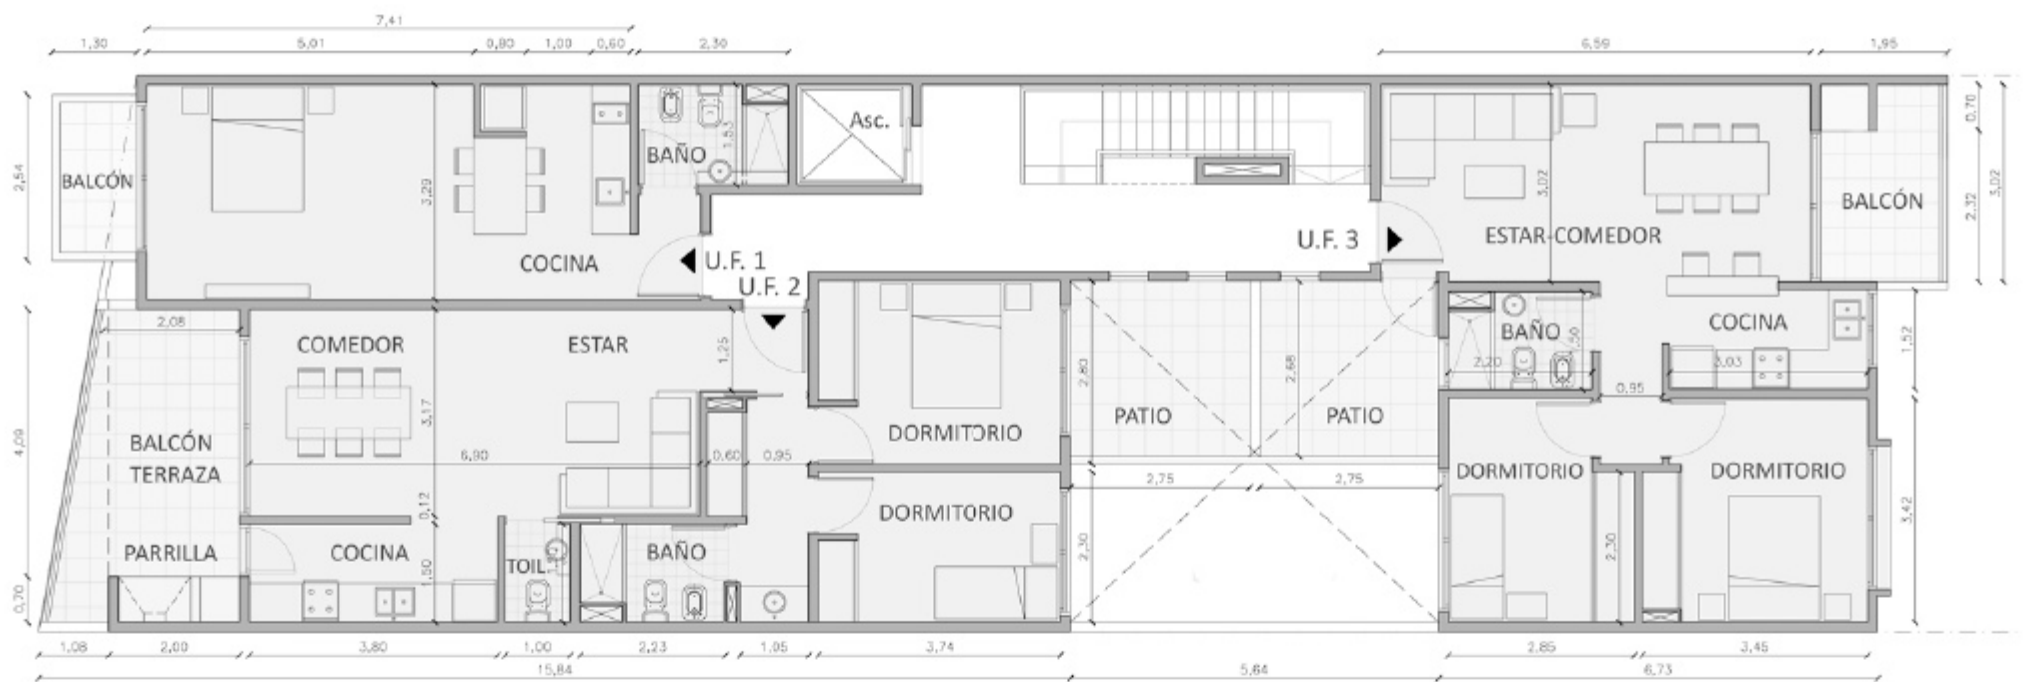 7,41
1,30
5,01
0,80
1,00
0,60
2,30
6,59
1,95
2,54
BALCÓN
3,29
COCINA
BAÑO
1,53
Asc.
U.F. 1
U.F. 2
U.F. 3
3,02
ESTAR-COMEDOR
BALCÓN
0,70
2,32
3,02
2,08
COMEDOR
ESTAR
1,25
3,17
6,90
0,60
0,95
0,12
BALCÓN
TERRAZA
4,09
DORMITORIO
2,80
2,68
PATIO
PATIO
2,75
2,75
BAÑO
1,50
2,20
COCINA
3,03
0,95
1,52
DORMITORIO
DORMITORIO
3,42
2,30
PARRILLA
0,70
COCINA
1,50
TOIL.
BAÑO
DORMITORIO
2,30
1,08
2,00
3,80
1,00
2,23
1,05
3,74
2,85
3,45
15,84
5,64
6,73